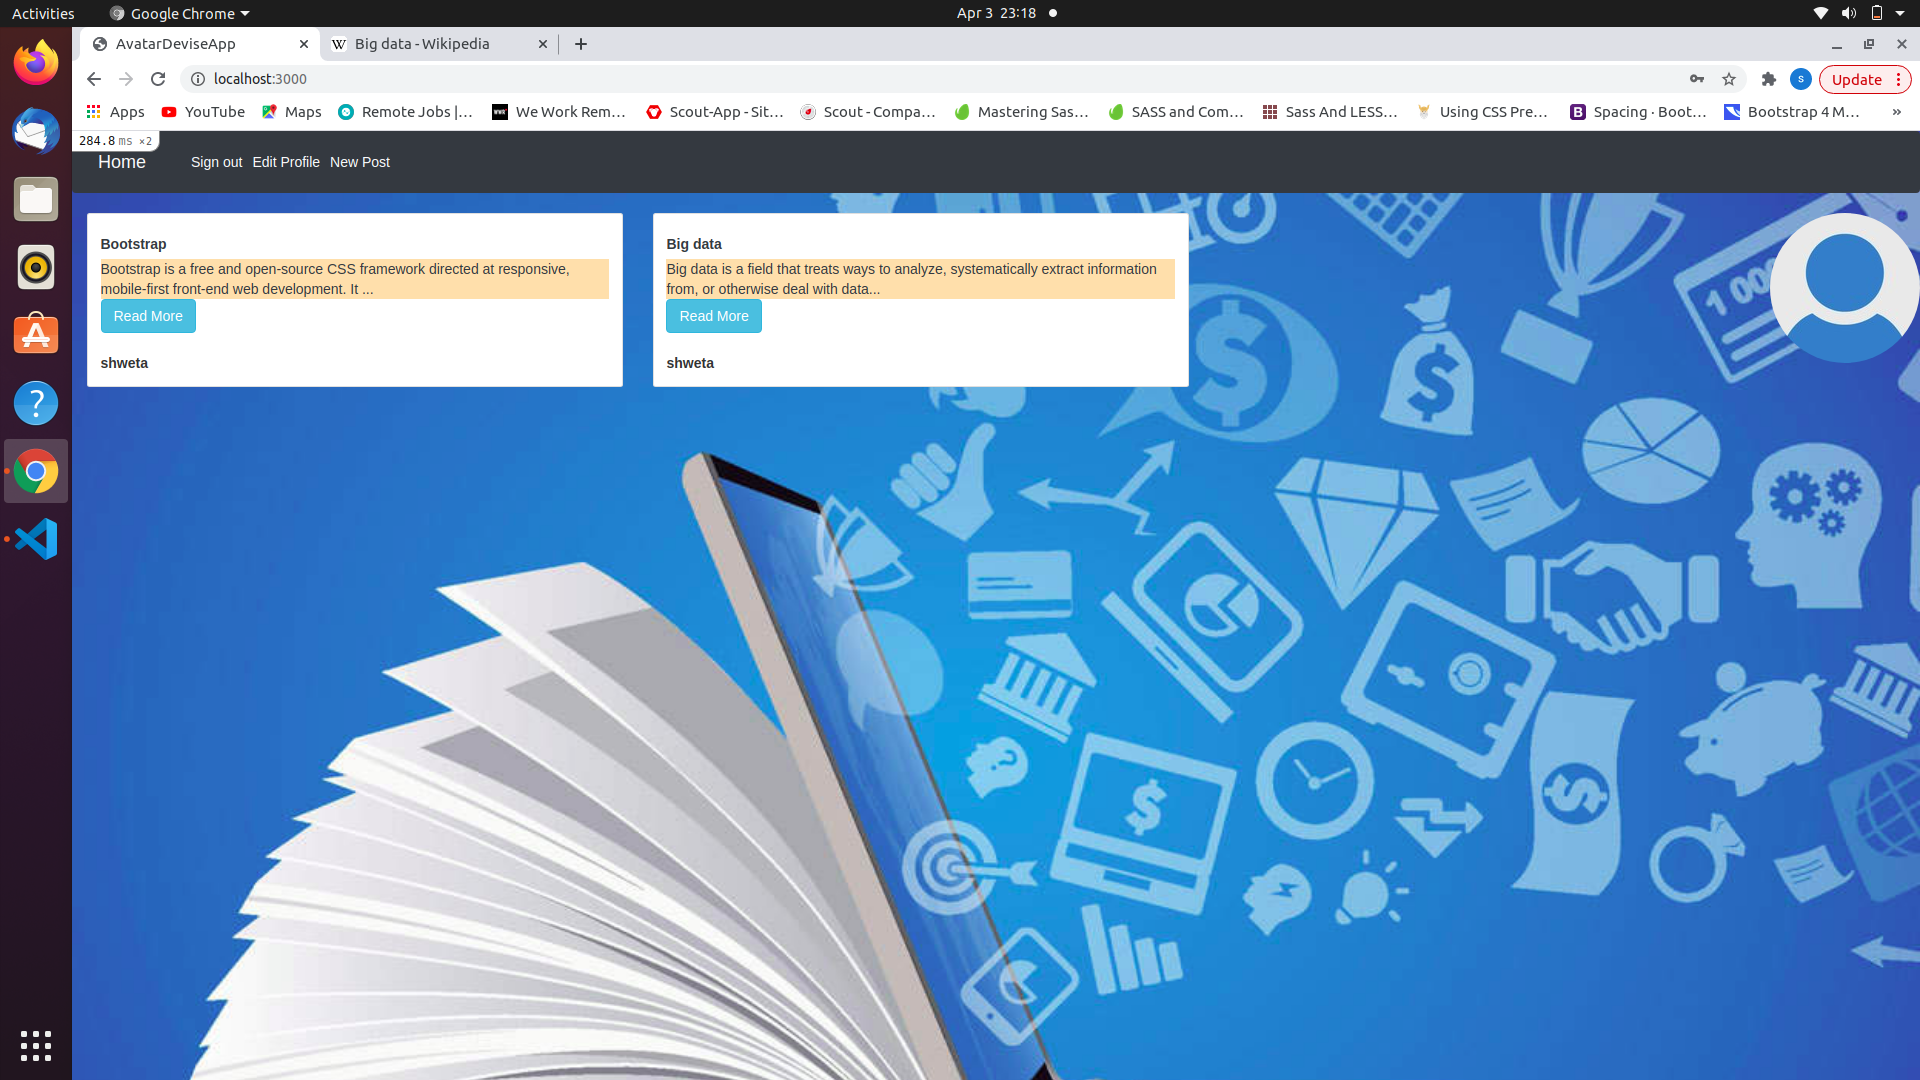 Activities
Google Chrome
Apr 3 23:18
AvatarDeviseApp
W
Big data - Wikipedia
localhost:3000
S
Update
Apps
YouTube
Maps
Remote Jobs |...
We Work Rem...
Scout-App - Sit...
Scout - Compa...
Mastering Sas...
SASS and Com...
Sass And LESS...
Using CSS Pre...
B
Spacing · Boot...
Bootstrap 4 M...
»
284.8 ms ×2
Home
Sign out
Edit Profile
New Post
Bootstrap
Bootstrap is a free and open-source CSS framework directed at responsive,
mobile-first front-end web development. It ...
Read More
shweta
Big data
Big data is a field that treats ways to analyze, systematically extract information
from, or otherwise deal with data...
Read More
shweta